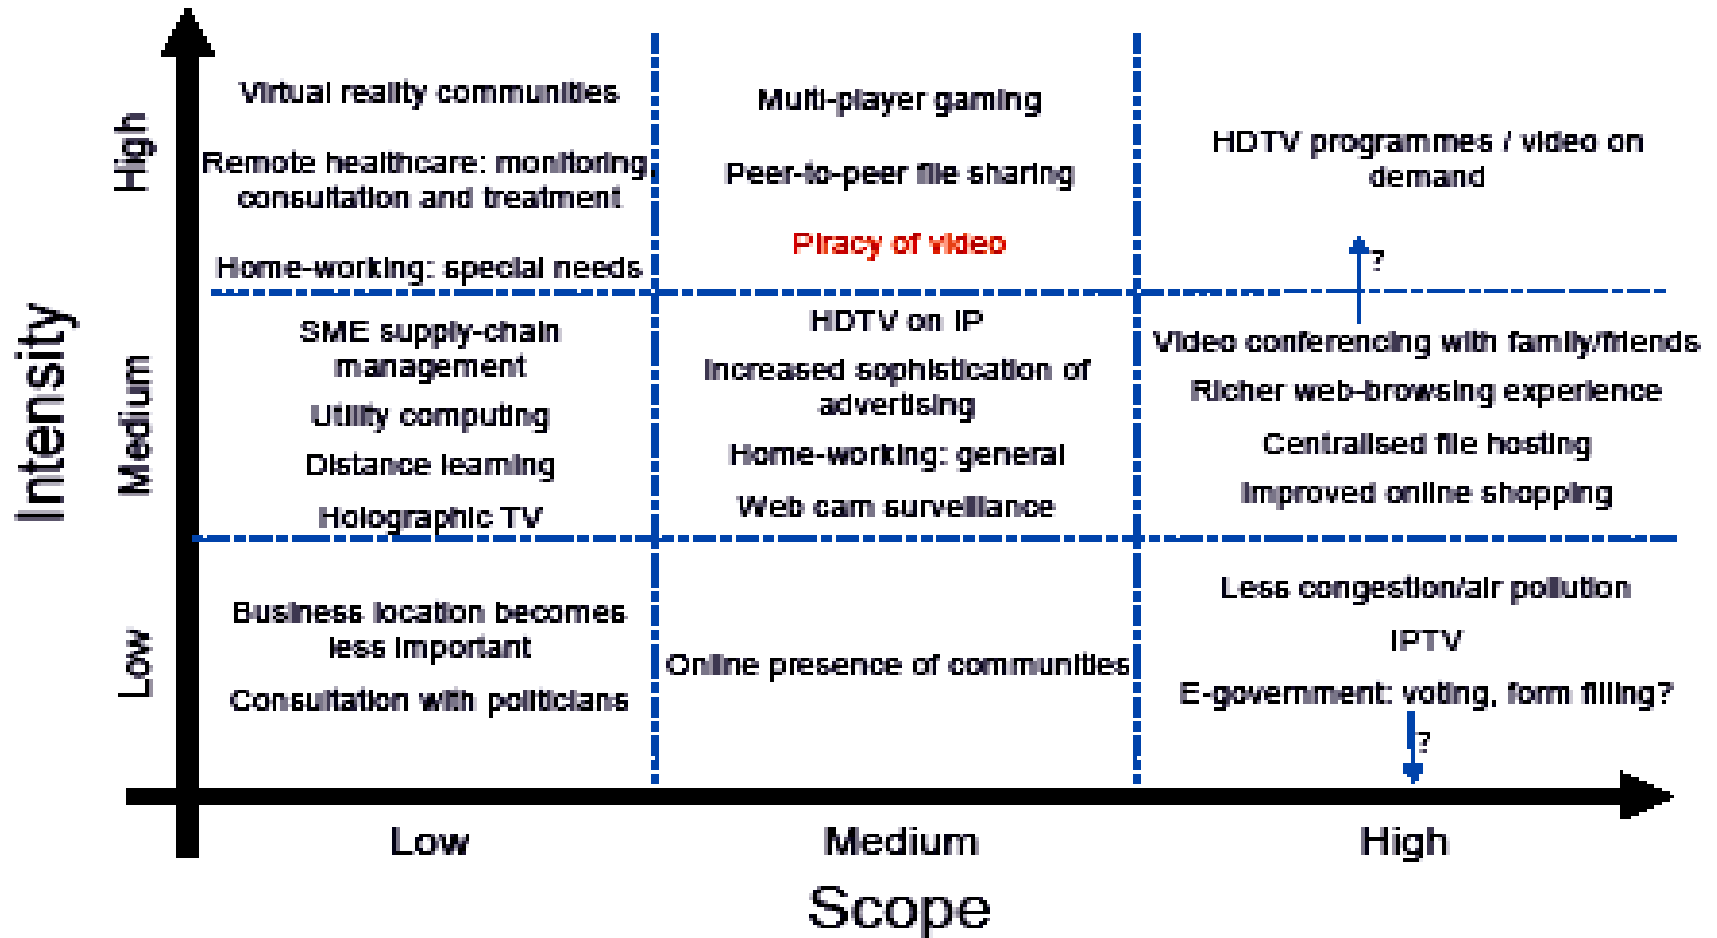 Intensity
High
Virtual reality communities
Remote healthcare: monitoring,
consultation and treatment
Home-working: special needs
Multi-player gaming
Peer-to-peer file sharing
Piracy of video
HDTV programmes / video on
demand
?
Medium
SME supply-chain
management
Utility computing
Distance learning
Holographic TV
HDTV on IP
Increased sophistication of
advertising
Home-working: general
Web cam surveillance
Video conferencing with family/friends
Richer web-browsing experience
Centralised file hosting
Improved online shopping
Low
Business location becomes
less important
Consultation with politicians
Online presence of communities
Less congestion/air pollution
IPTV
E-government: voting, form filling?
?
Low
Medium
High
Scope